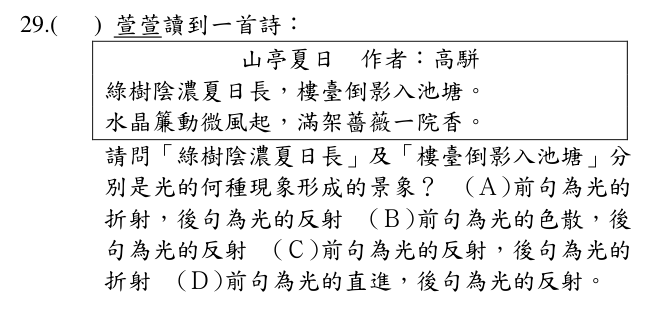 29.(　　) 萱萱讀到一首詩：
山亭夏日　作者：高駢
綠樹陰濃夏日長，樓臺倒影入池塘。
水晶簾動微風起，滿架薔薇一院香。
請問「綠樹陰濃夏日長」及「樓臺倒影入池塘」分
別是光的何種現象形成的景象？　（A)前句為光的
折射，後句為光的反射　（B)前句為光的色散，後
句為光的反射　（C)前句為光的反射，後句為光的
折射　（D)前句為光的直進，後句為光的反射。